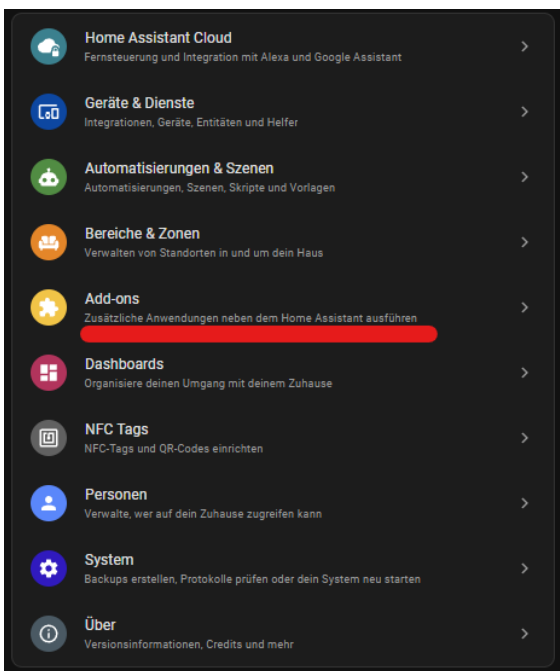 Home Assistant Cloud
Fernsteuerung und Integration mit Alexa und Google Assistant
Geräte & Dienste
Integrationen, Geräte, Entitäten und Helfer
Automatisierungen & Szenen
Automatisierungen, Szenen, Skripte und Vorlagen
Bereiche & Zonen
Verwalten von Standorten in und um dein Haus
Add-ons
Zusätzliche Anwendungen neben dem Home Assistant ausführen
Dashboards
Organisiere deinen Umgang mit deinem Zuhause
NFC Tags
NFC-Tags und QR-Codes einrichten
Personen
Verwalte, wer auf dein Zuhause zugreifen kann
System
Backups erstellen, Protokolle prüfen oder dein System neu starten
Über
Versionsinformationen, Credits und mehr